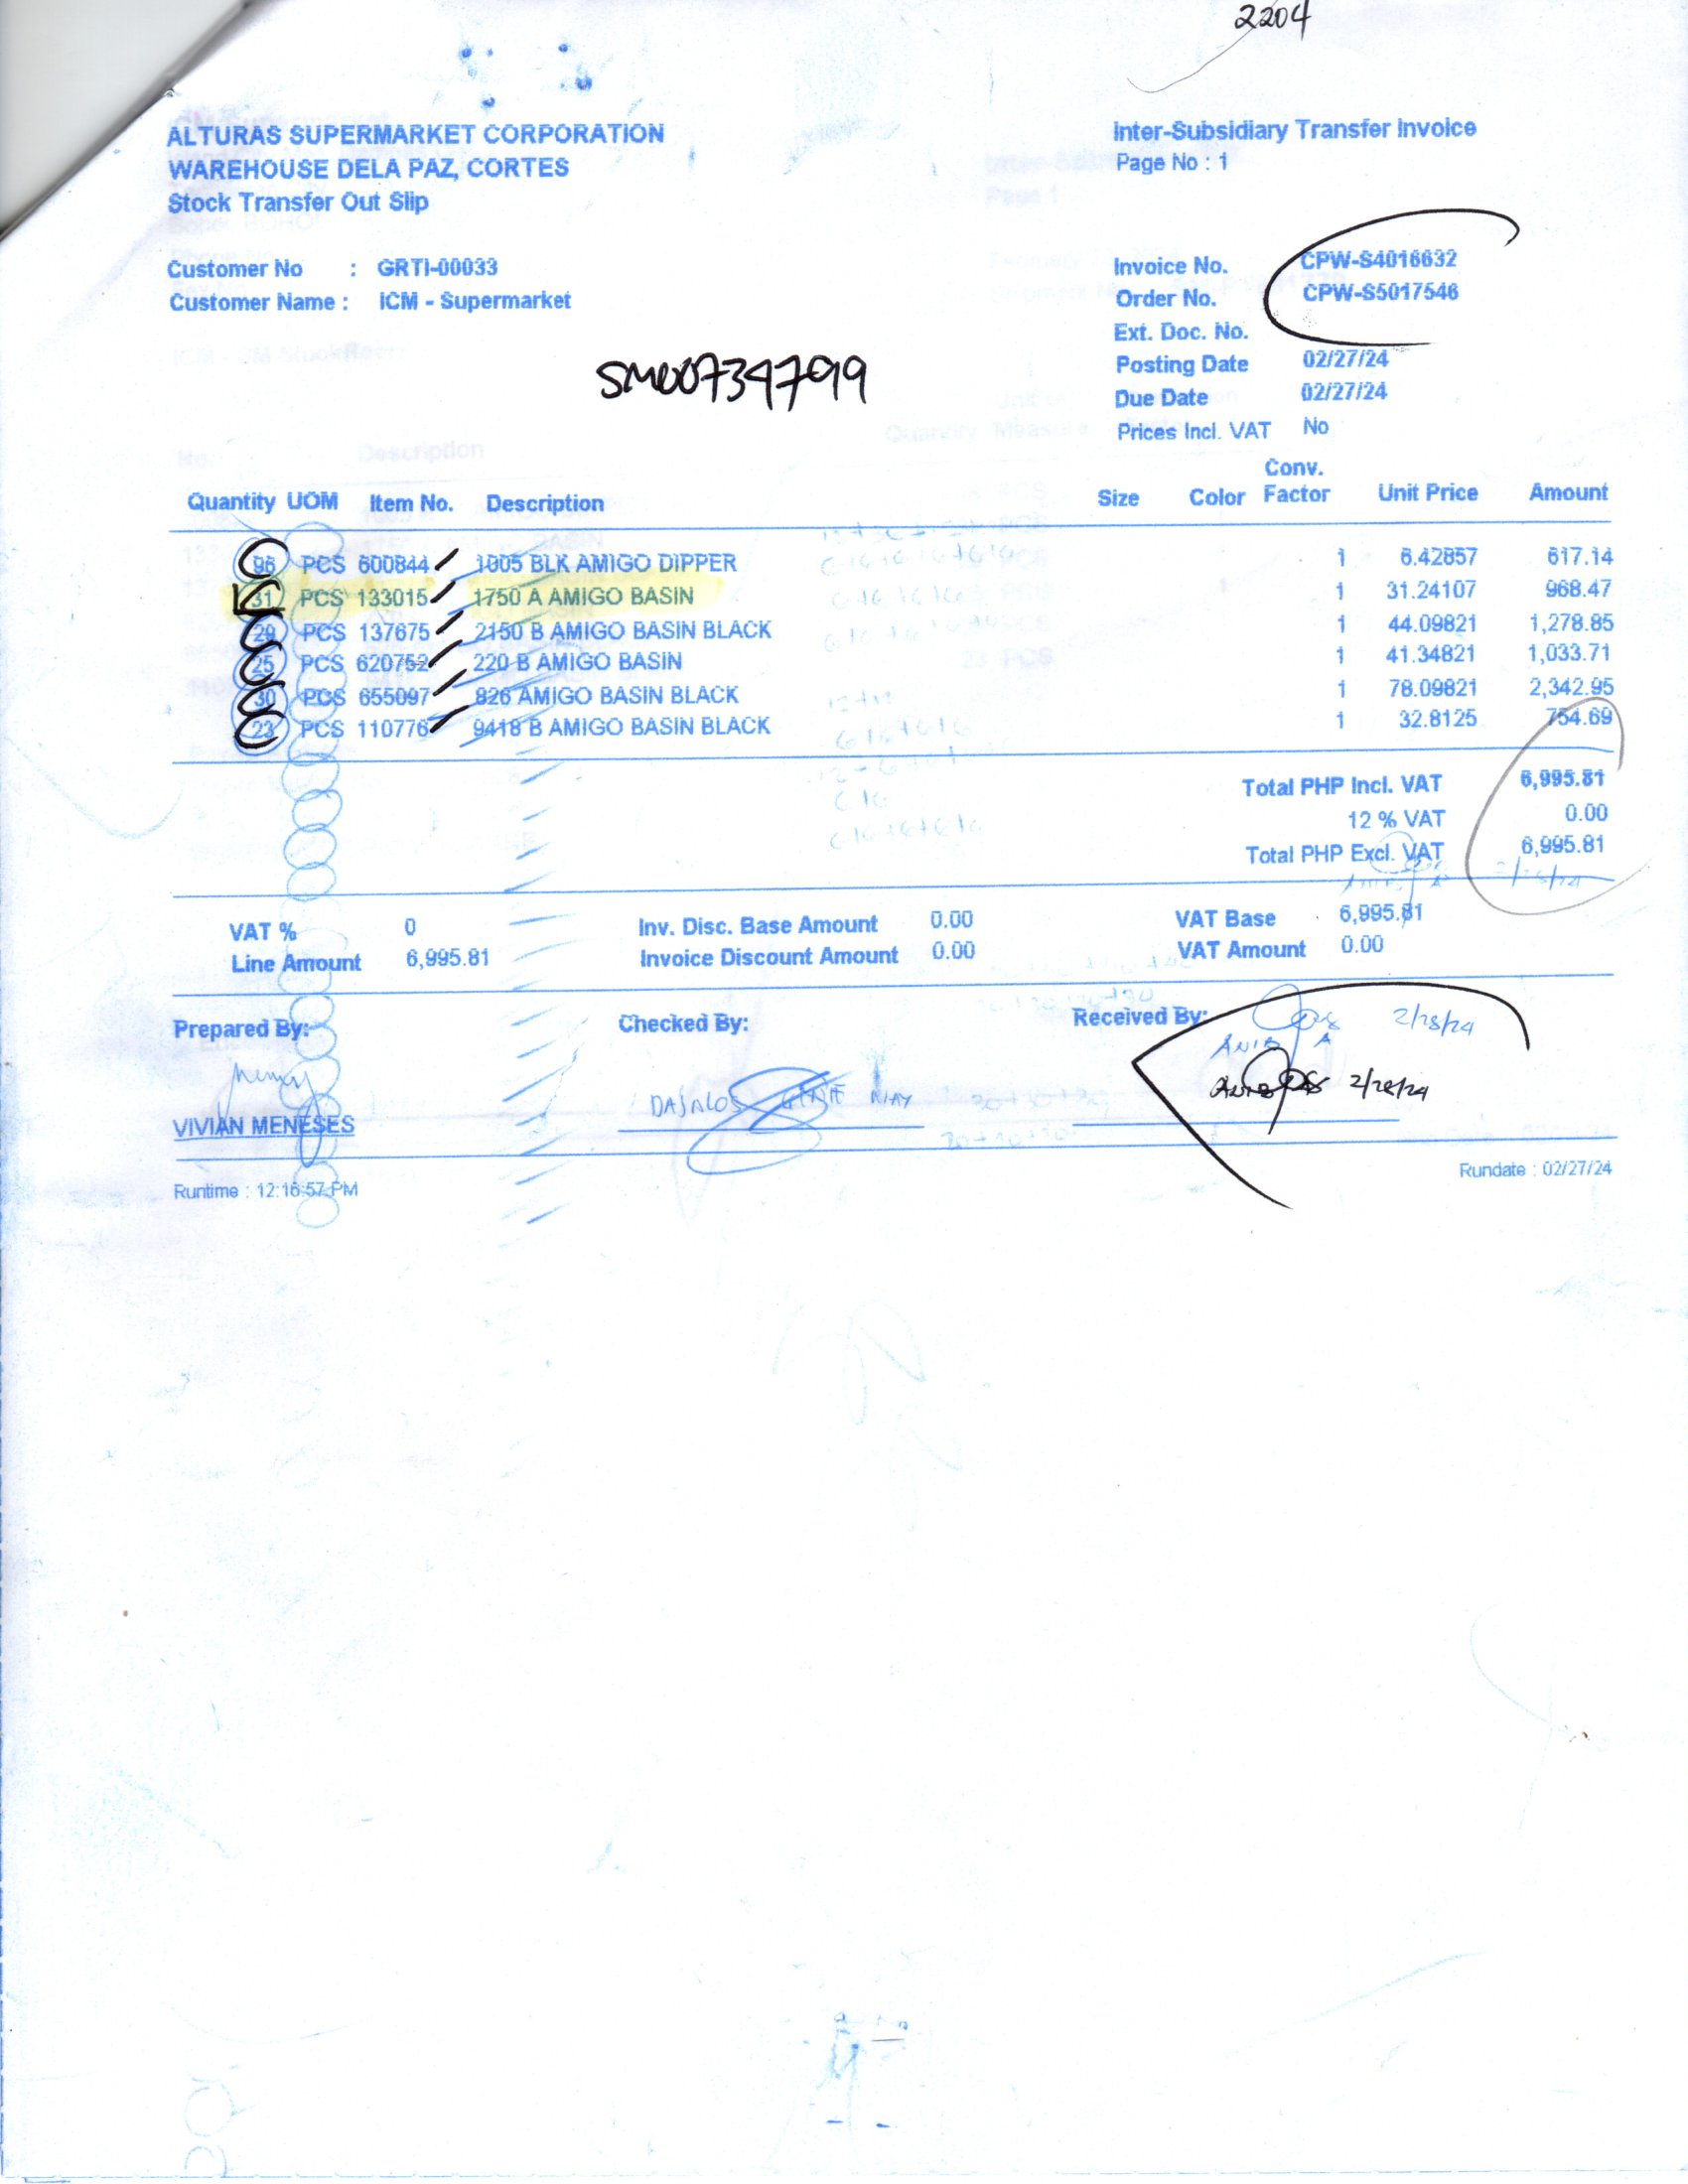 2204
ALTURAS SUPERMARKET CORPORATION
WAREHOUSE DELA PAZ, CORTES
Stock Transfer Out Slip
Inter-Subsidiary Transfer Invoice
Page No : 1
Customer No : GRTI-00033
Customer Name : ICM - Supermarket
Invoice No. CPW-S4016632
Order No. CPW-S5017546
Ext. Doc. No.
Posting Date 02/27/24
Due Date 02/27/24
Prices Incl. VAT No
SM00734799
Quantity UOM Item No. Description Size Color Conv. Factor Unit Price Amount
96 PCS 600844 1005 BLK AMIGO DIPPER 1 6.42857 617.14
31 PCS 133015 1750 A AMIGO BASIN 1 31.24107 968.47
29 PCS 137675 2150 B AMIGO BASIN BLACK 1 44.09821 1,278.85
25 PCS 620752 220 B AMIGO BASIN 1 41.34821 1,033.71
30 PCS 655097 826 AMIGO BASIN BLACK 1 78.09821 2,342.95
23 PCS 110776 9418 B AMIGO BASIN BLACK 1 32.8125 754.69
Total PHP Incl. VAT 6,995.81
12 % VAT 0.00
Total PHP Excl. VAT 6,995.81
VAT % 0 Inv. Disc. Base Amount 0.00 VAT Base 6,995.81
Line Amount 6,995.81 Invoice Discount Amount 0.00 VAT Amount 0.00
Prepared By: Checked By: Received By:
2/28/24
2/28/24
VIVIAN MENESES
Runtime : 12:16:57 PM
Rundate : 02/27/24